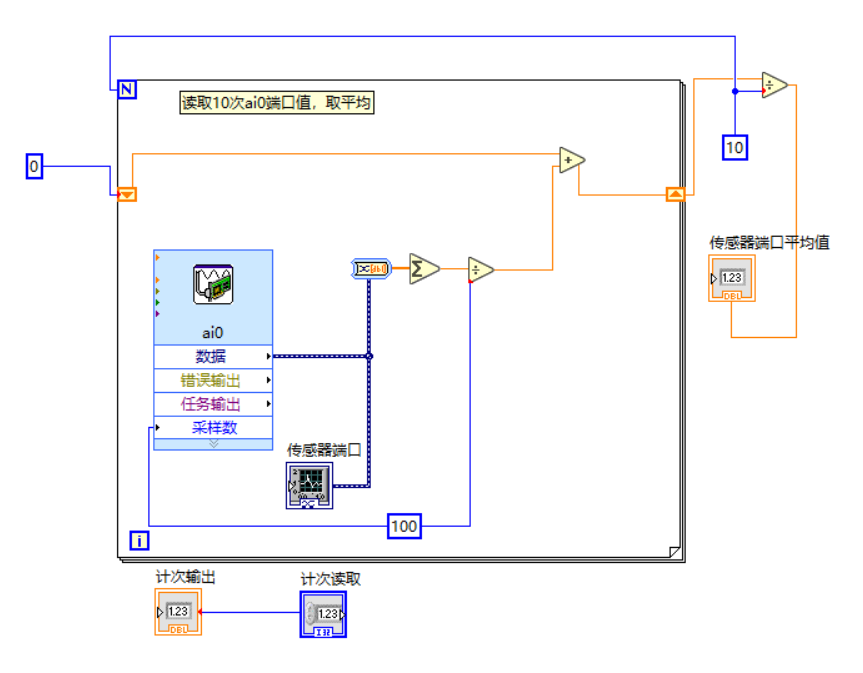 N
读取10次ai0端口值，取平均
÷
10
0
+
传感器端口平均值
1.23
DBL
Σ
÷
ai0
数据
错误输出
任务输出
采样数
传感器端口
100
i
计次输出
计次读取
1.23
DBL
1.23
I32